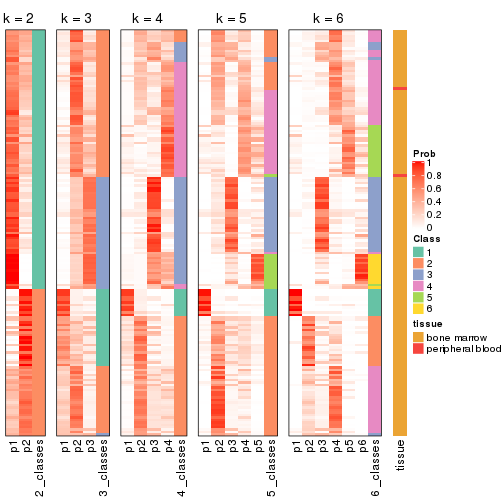 k = 2
k = 3
k = 4
k = 5
k = 6
Prob
1
0.8
0.6
0.4
0.2
0
Class
1
2
3
4
5
6
tissue
bone marrow
peripheral blood
p1
p2
2_classes
p1
p2
p3
3_classes
p1
p2
p3
p4
4_classes
p1
p2
p3
p4
p5
5_classes
p1
p2
p3
p4
p5
p6
6_classes
tissue